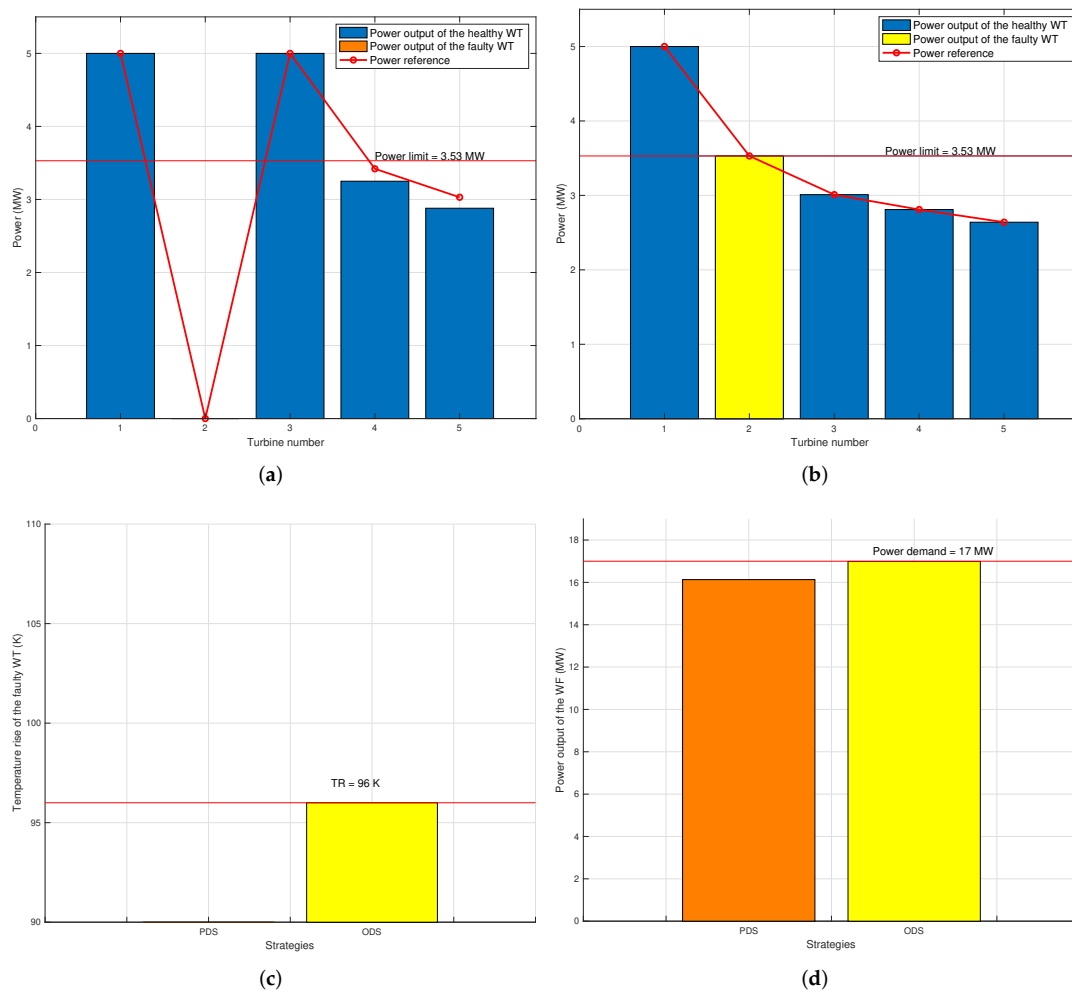 Power output of the healthy WT
Power output of the faulty WT
Power reference
Power limit = 3.53 MW
Power (MW)
5
4
3
2
1
0
0 1 2 3 4 5
Turbine number
(a)
Power output of the healthy WT
Power output of the faulty WT
Power reference
Power limit = 3.53 MW
Power (MW)
5
4
3
2
1
0
0 1 2 3 4 5
Turbine number
(b)
110
105
100
95
90
Temperature rise of the faulty WT (K)
TR = 96 K
PDS ODS
Strategies
(c)
Power demand = 17 MW
Power output of the WF (MW)
18
16
14
12
10
8
6
4
2
0
PDS ODS
Strategies
(d)